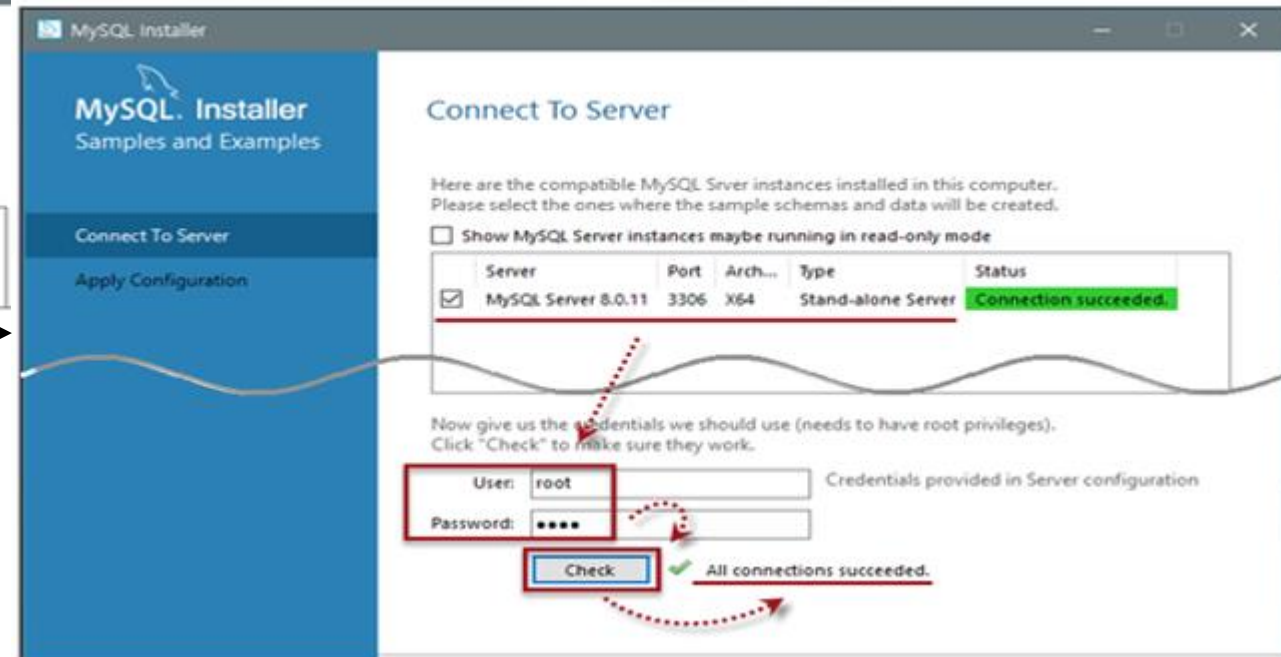 MySQL Installer
MySQL. Installer
Samples and Examples
Connect To Server
Apply Configuration
Connect To Server
Here are the compatible MySQL Srver instances installed in this computer.
Please select the ones where the sample schemas and data will be created.
Show MySQL Server instances maybe running in read-only mode
Server Port Arch... Type Status
MySQL Server 8.0.11 3306 X64 Stand-alone Server Connection succeeded.
Now give us the credentials we should use (needs to have root privileges).
Click "Check" to make sure they work.
User: root Credentials provided in Server configuration
Password: ••••
Check All connections succeeded.